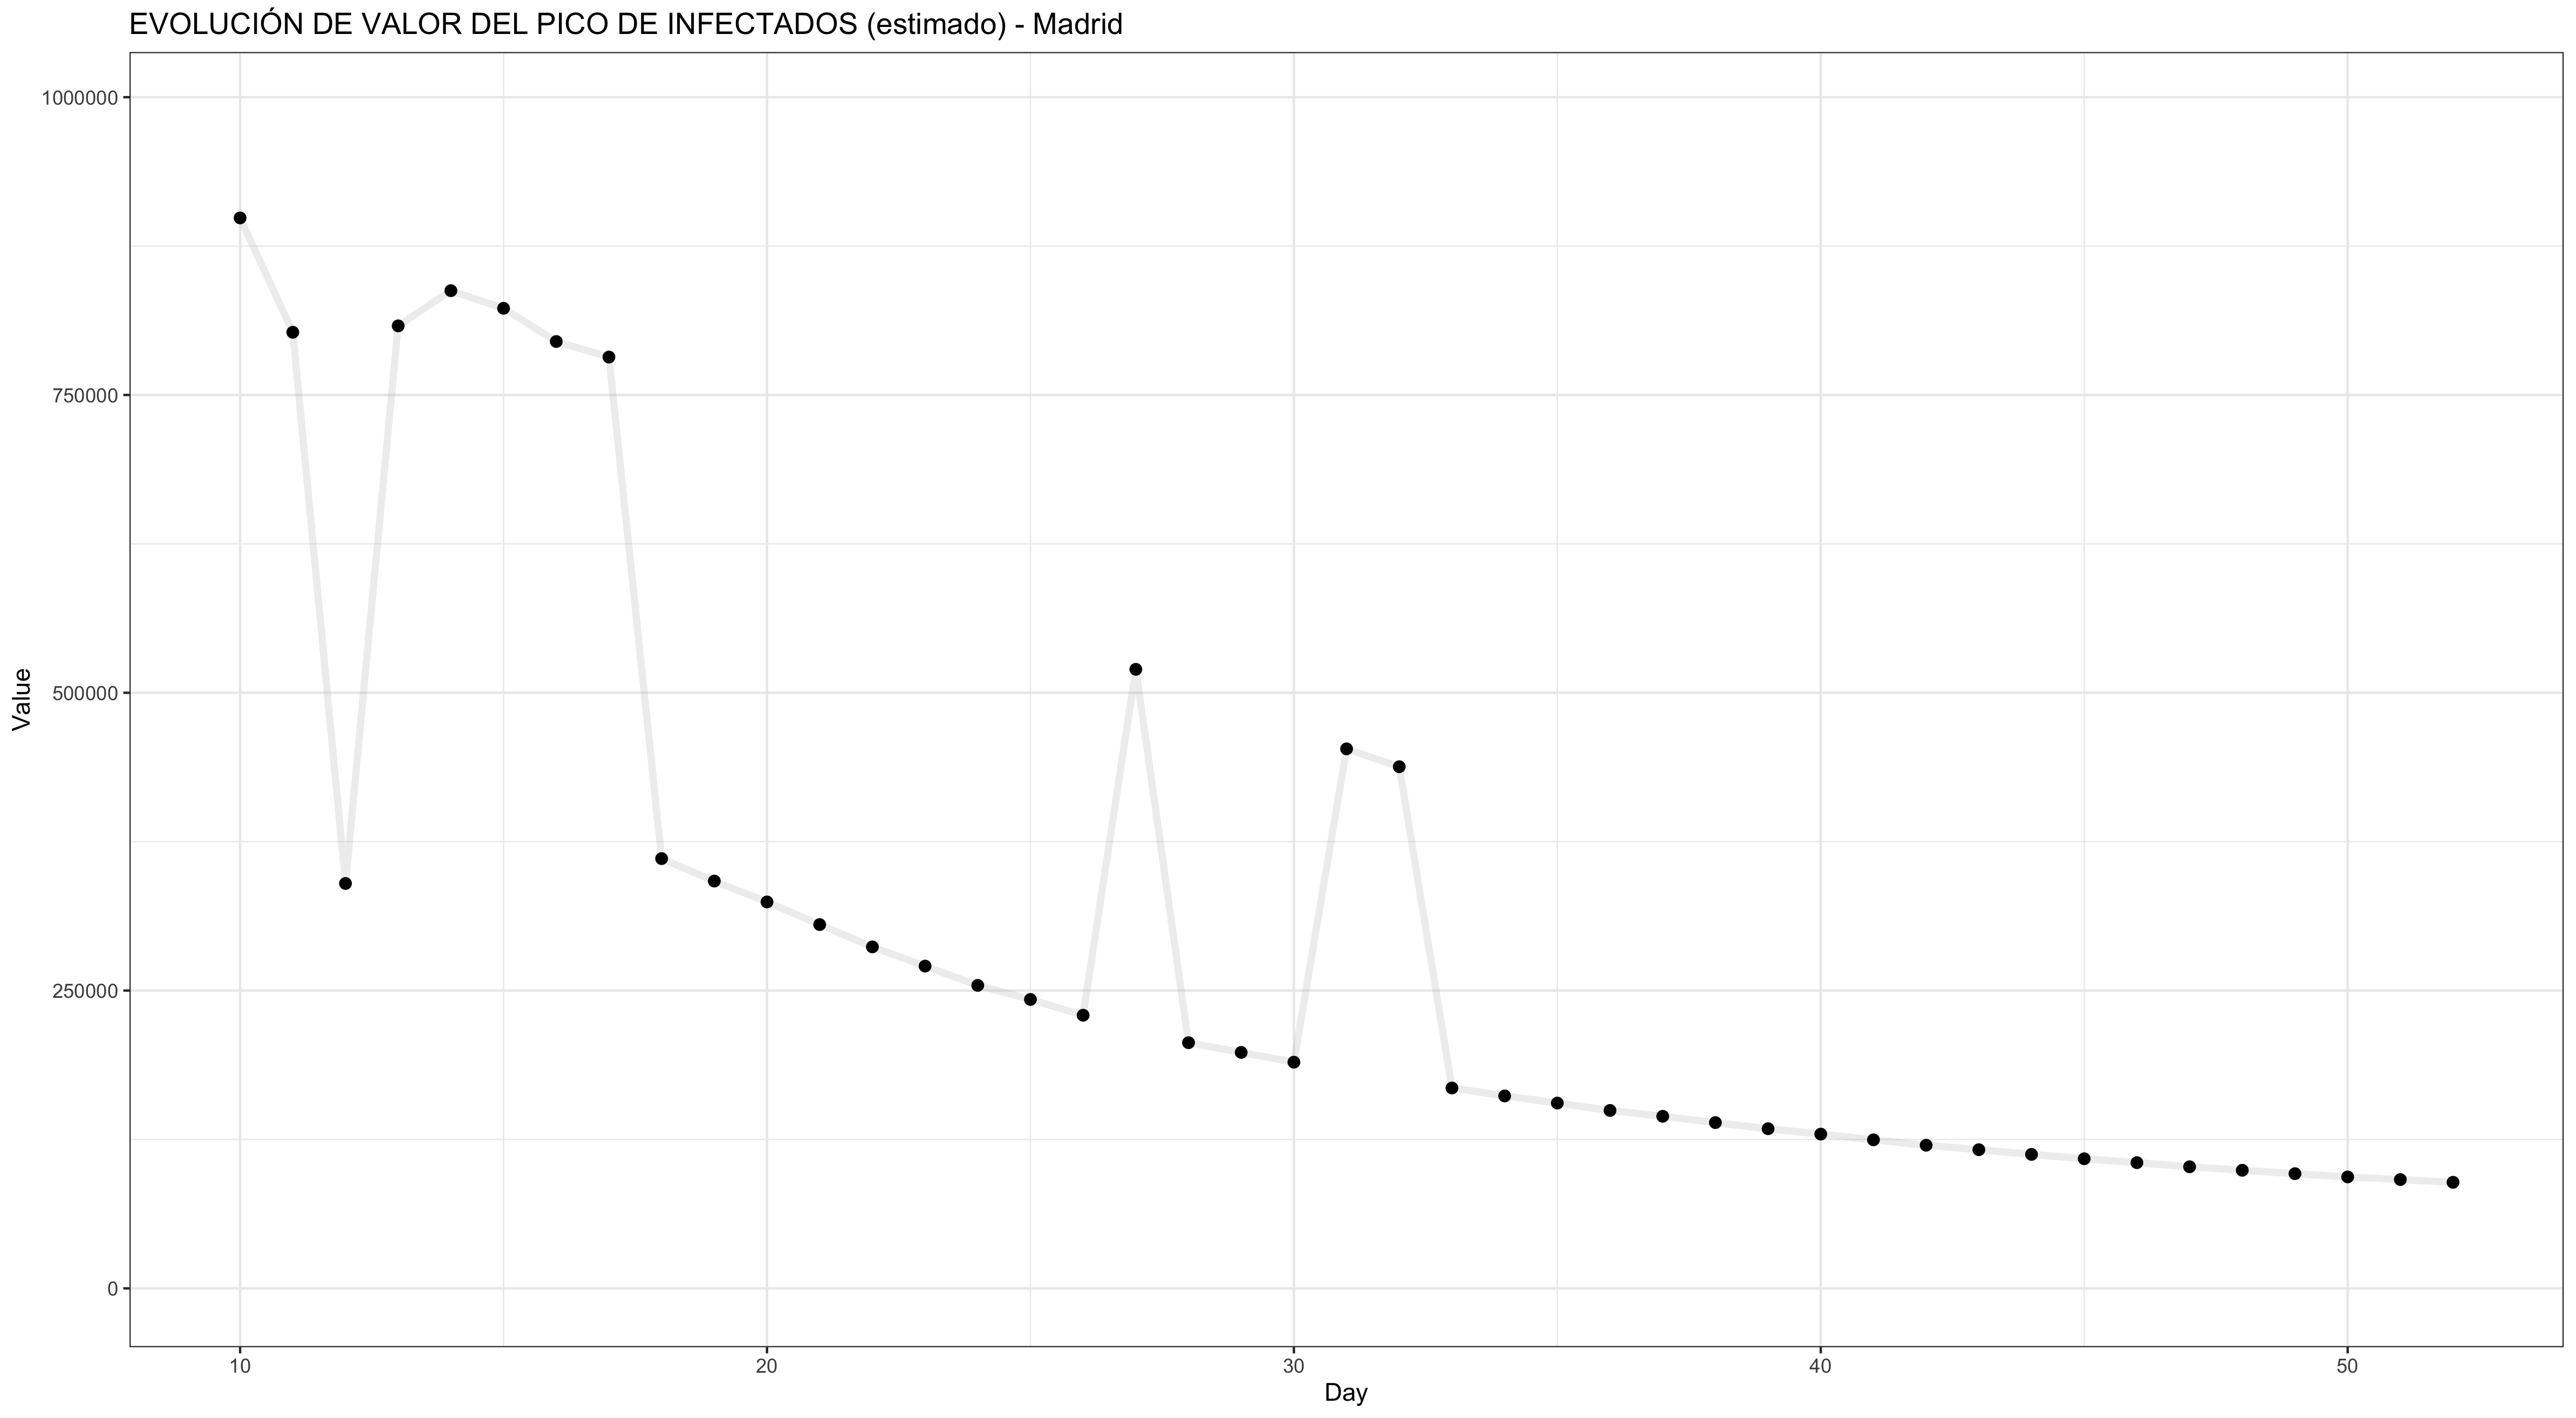 EVOLUCIÓN DE VALOR DEL PICO DE INFECTADOS (estimado) - Madrid
1000000
750000
500000
250000
0
Value
10 20 30 40 50
Day